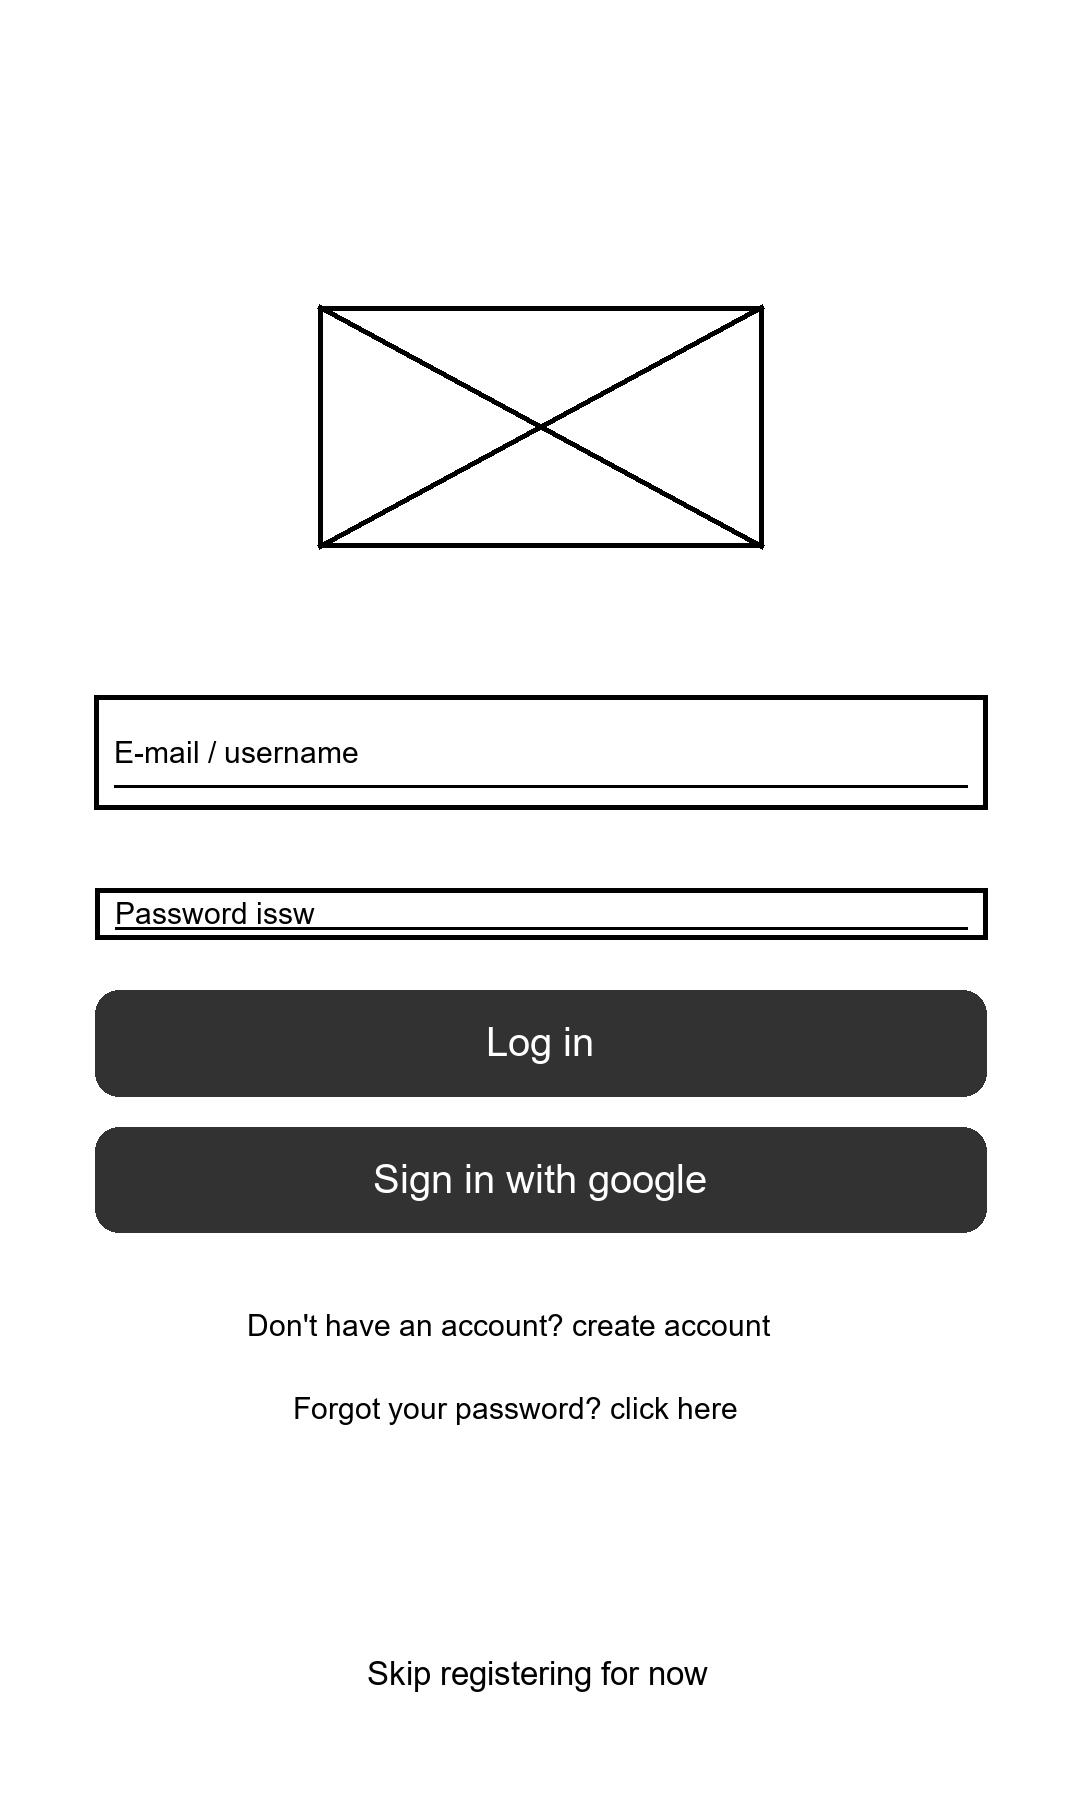 E-mail / username
Password issw
Log in
Sign in with google
Don't have an account? create account
Forgot your password? click here
Skip registering for now